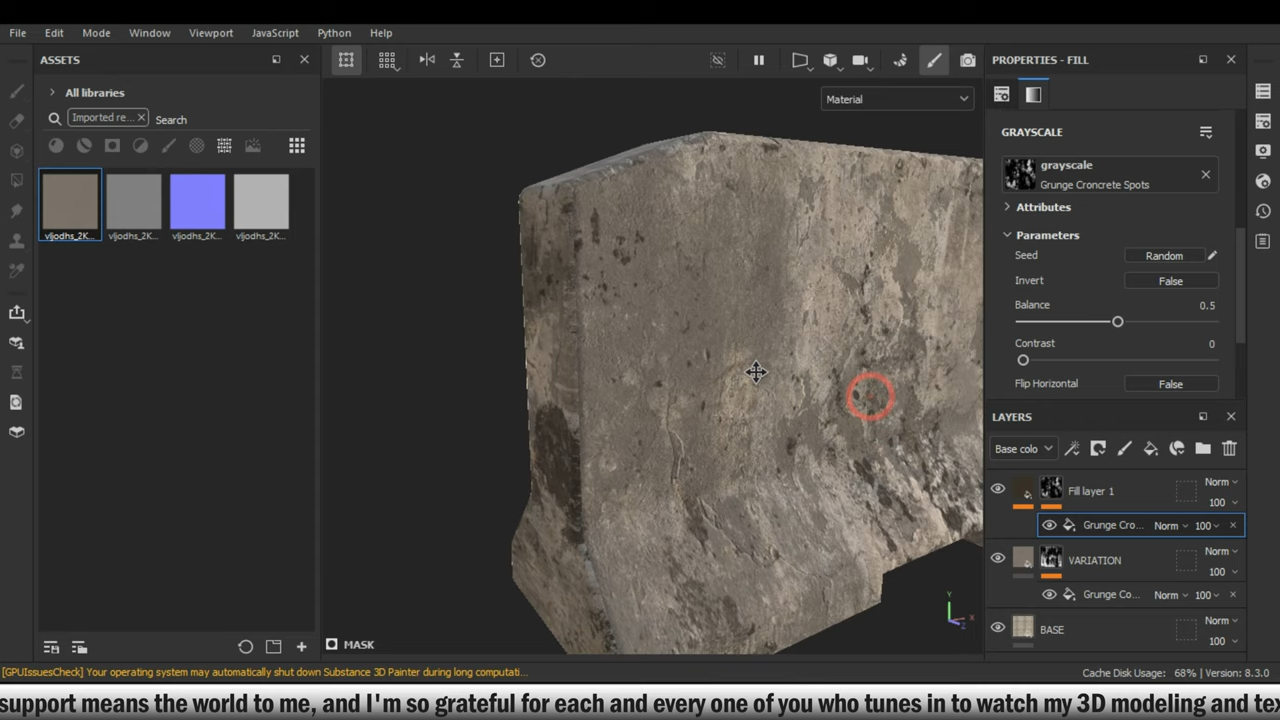 File Edit Mode Window Viewport JavaScript Python Help
ASSETS
All libraries
Imported re...
Search
vljodhs_2K...
vljodhs_2K...
vljodhs_2K...
vljodhs_2K...
Material
MASK
PROPERTIES - FILL
GRAYSCALE
grayscale
Grunge Croncrete Spots
Attributes
Parameters
Seed Random
Invert False
Balance 0.5
Contrast 0
Flip Horizontal False
LAYERS
Base colo
Fill layer 1 Norm
100
Grunge Cro... Norm 100
VARIATION Norm
100
Grunge Co... Norm 100
BASE Norm
100
Y
X
Z
[GPUIssuesCheck] Your operating system may automatically shut down Substance 3D Painter during long computati...
Cache Disk Usage: 68% | Version: 8.3.0
support means the world to me, and I'm so grateful for each and every one of you who tunes in to watch my 3D modeling and tex